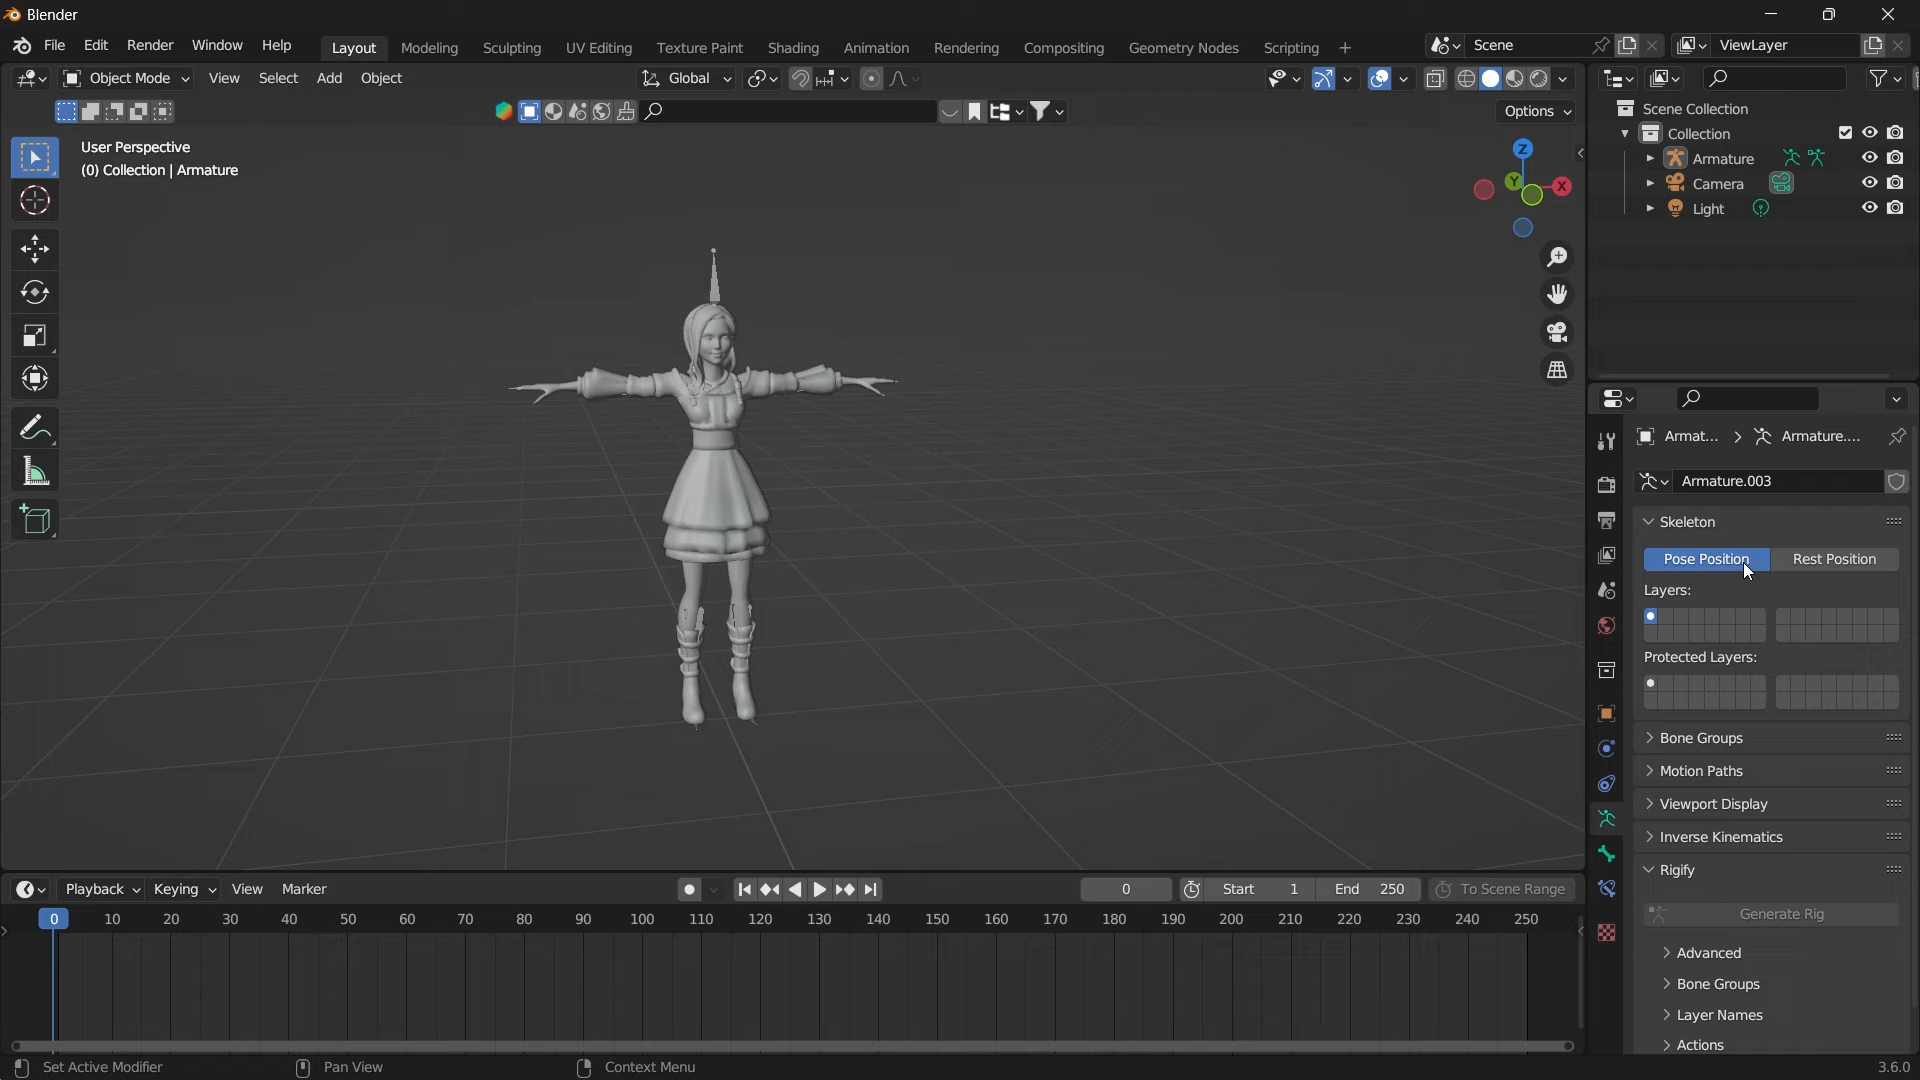 Blender
File Edit Render Window Help Layout Modeling Sculpting UV Editing Texture Paint Shading Animation Rendering Compositing Geometry Nodes Scripting + Scene ViewLayer
Object Mode View Select Add Object Global
Options
User Perspective
(0) Collection | Armature
Z
Y
X
Scene Collection
Collection
Armature
Camera
Light
Armat... > Armature....
Armature.003
Skeleton
Pose Position Rest Position
Layers:
Protected Layers:
Bone Groups
Motion Paths
Viewport Display
Inverse Kinematics
Rigify
Generate Rig
Advanced
Bone Groups
Layer Names
Actions
Playback Keying View Marker 0 Start 1 End 250 To Scene Range
0 10 20 30 40 50 60 70 80 90 100 110 120 130 140 150 160 170 180 190 200 210 220 230 240 250
Set Active Modifier Pan View Context Menu 3.6.0